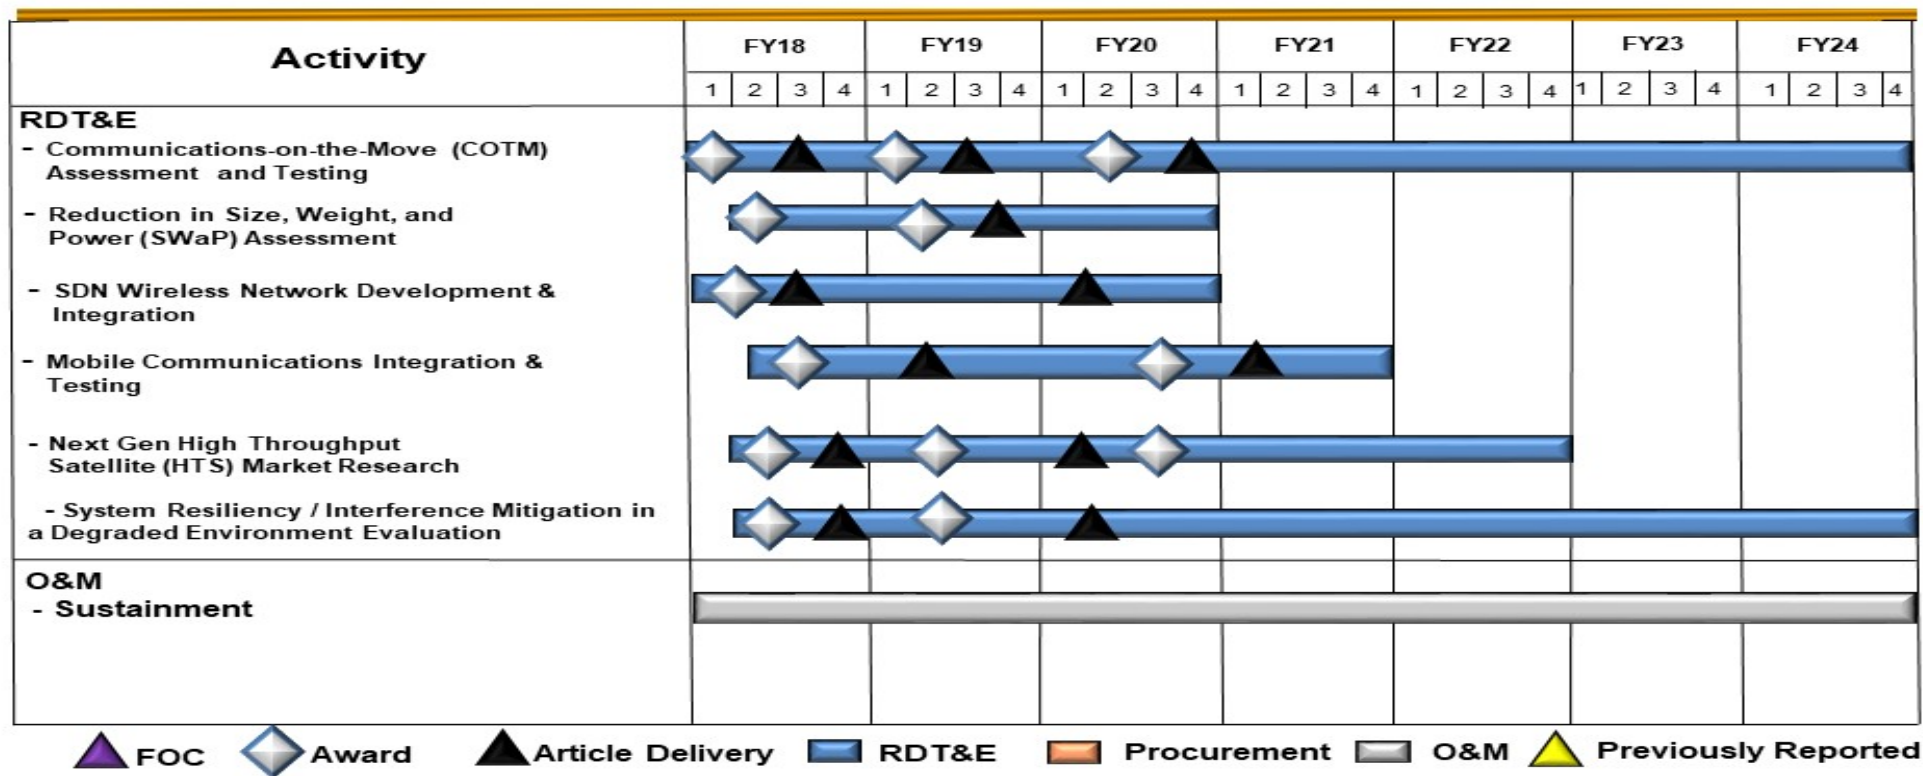 Activity
FY18 FY19 FY20 FY21 FY22 FY23 FY24
1 2 3 4 1 2 3 4 1 2 3 4 1 2 3 4 1 2 3 4 1 2 3 4 1 2 3 4
RDT&E
- Communications-on-the-Move (COTM)
Assessment and Testing
- Reduction in Size, Weight, and
Power (SWaP) Assessment
- SDN Wireless Network Development &
Integration
- Mobile Communications Integration &
Testing
- Next Gen High Throughput
Satellite (HTS) Market Research
- System Resiliency / Interference Mitigation in
a Degraded Environment Evaluation
O&M
- Sustainment
FOC Award Article Delivery RDT&E Procurement O&M Previously Reported